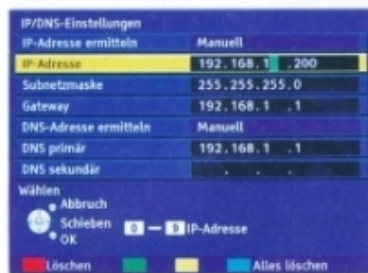 IP/DNS-Einstellungen
IP-Adresse ermitteln Manuell
IP-Adresse 192.168.1 .200
Subnetzmaske 255.255.255.0
Gateway 192.168.1 .1
DNS-Adresse ermitteln Manuell
DNS primär 192.168.1 .1
DNS sekundär . . .
Wählen
Abbruch
Schieben 0 — 9 IP-Adresse
OK
Löschen Alles löschen